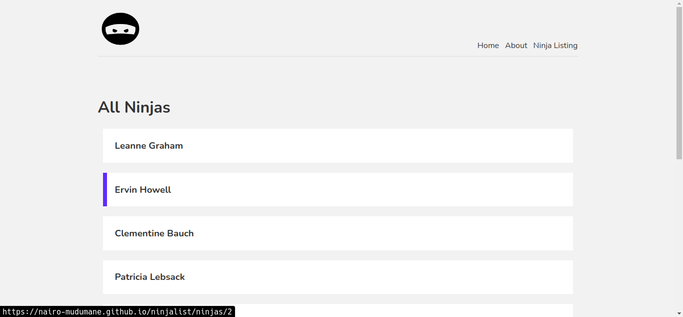 Home About Ninja Listing
All Ninjas
Leanne Graham
Ervin Howell
Clementine Bauch
Patricia Lebsack
https://nairo-mudumane.github.io/ninjalist/ninjas/2